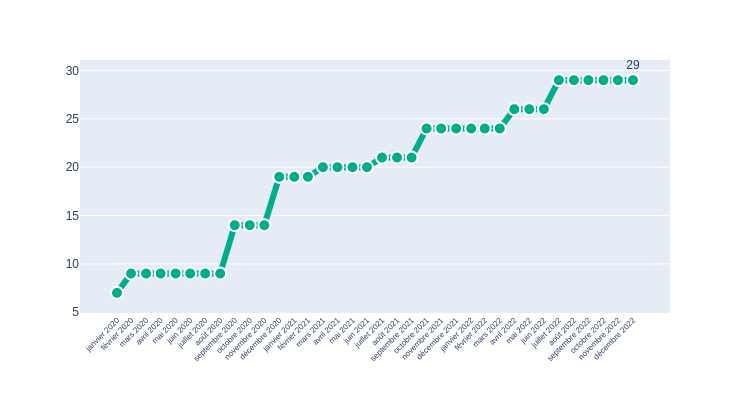 29
30
25
20
15
10
5
janvier 2020
février 2020
mars 2020
avril 2020
mai 2020
juin 2020
juillet 2020
août 2020
septembre 2020
octobre 2020
novembre 2020
décembre 2020
janvier 2021
février 2021
mars 2021
avril 2021
mai 2021
juin 2021
juillet 2021
août 2021
septembre 2021
octobre 2021
novembre 2021
décembre 2021
janvier 2022
février 2022
mars 2022
avril 2022
mai 2022
juin 2022
juillet 2022
août 2022
septembre 2022
octobre 2022
novembre 2022
décembre 2022